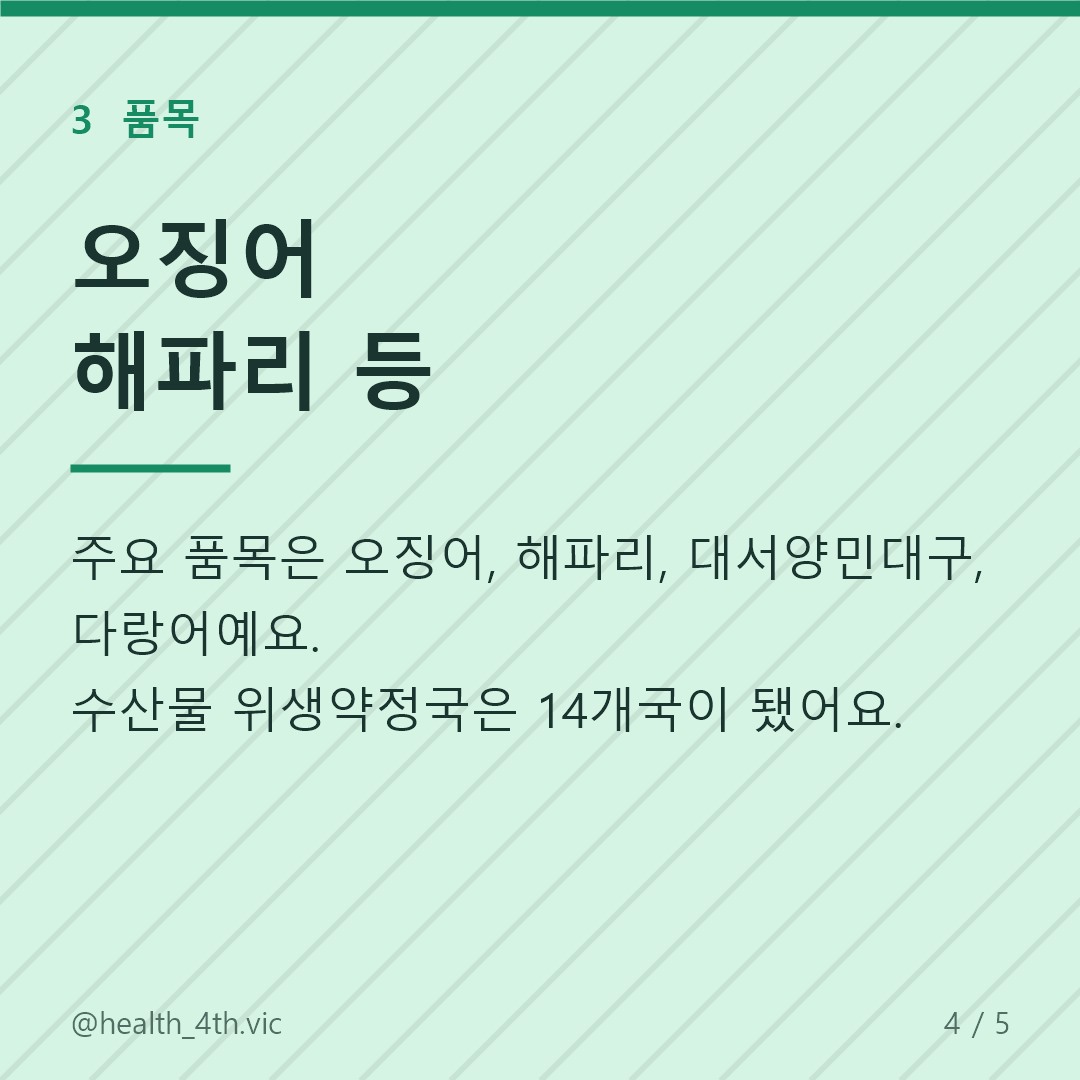 3 품목
오징어
해파리 등
주요 품목은 오징어, 해파리, 대서양민대구,
다랑어예요.
수산물 위생약정국은 14개국이 됐어요.
@health_4th.vic
4 / 5